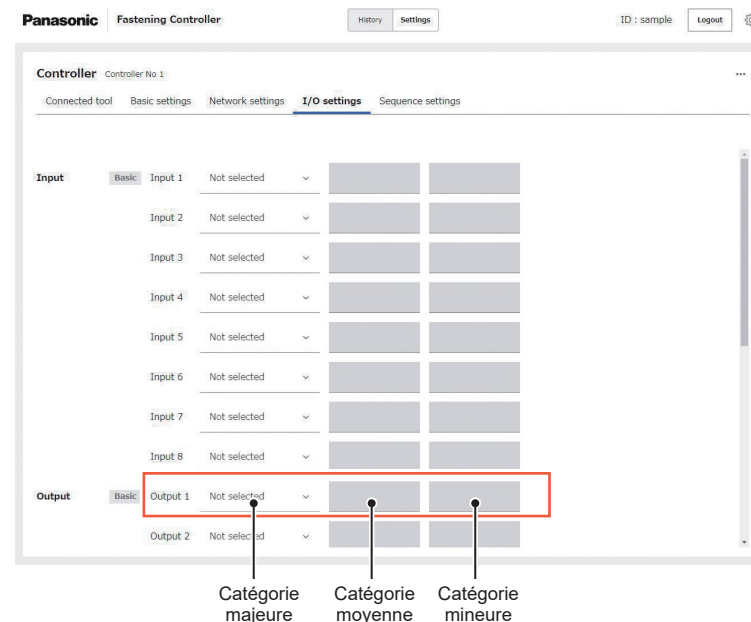 Panasonic Fastening Controller History Settings ID : sample Logout
Controller Controller No 1 ...
Connected tool Basic settings Network settings I/O settings Sequence settings
Input Basic Input 1 Not selected
Input 2 Not selected
Input 3 Not selected
Input 4 Not selected
Input 5 Not selected
Input 6 Not selected
Input 7 Not selected
Input 8 Not selected
Output Basic Output 1 Not selected
Output 2 Not selected
Catégorie Catégorie Catégorie
majeure moyenne mineure